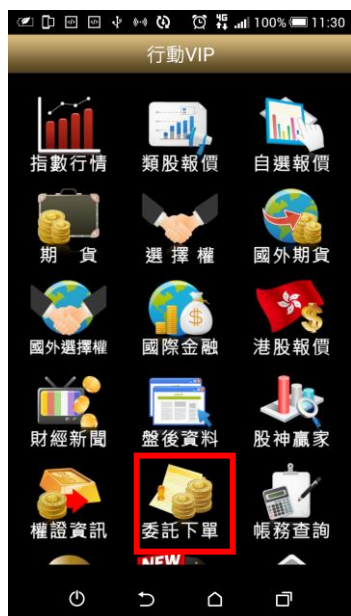 4G 100% 11:30
行動VIP
指數行情 類股報價 自選報價
期 貨 選 擇 權 國外期貨
國外選擇權 國際金融 港股報價
財經新聞 盤後資料 股神贏家
權證資訊 委託下單 帳務查詢
NEW